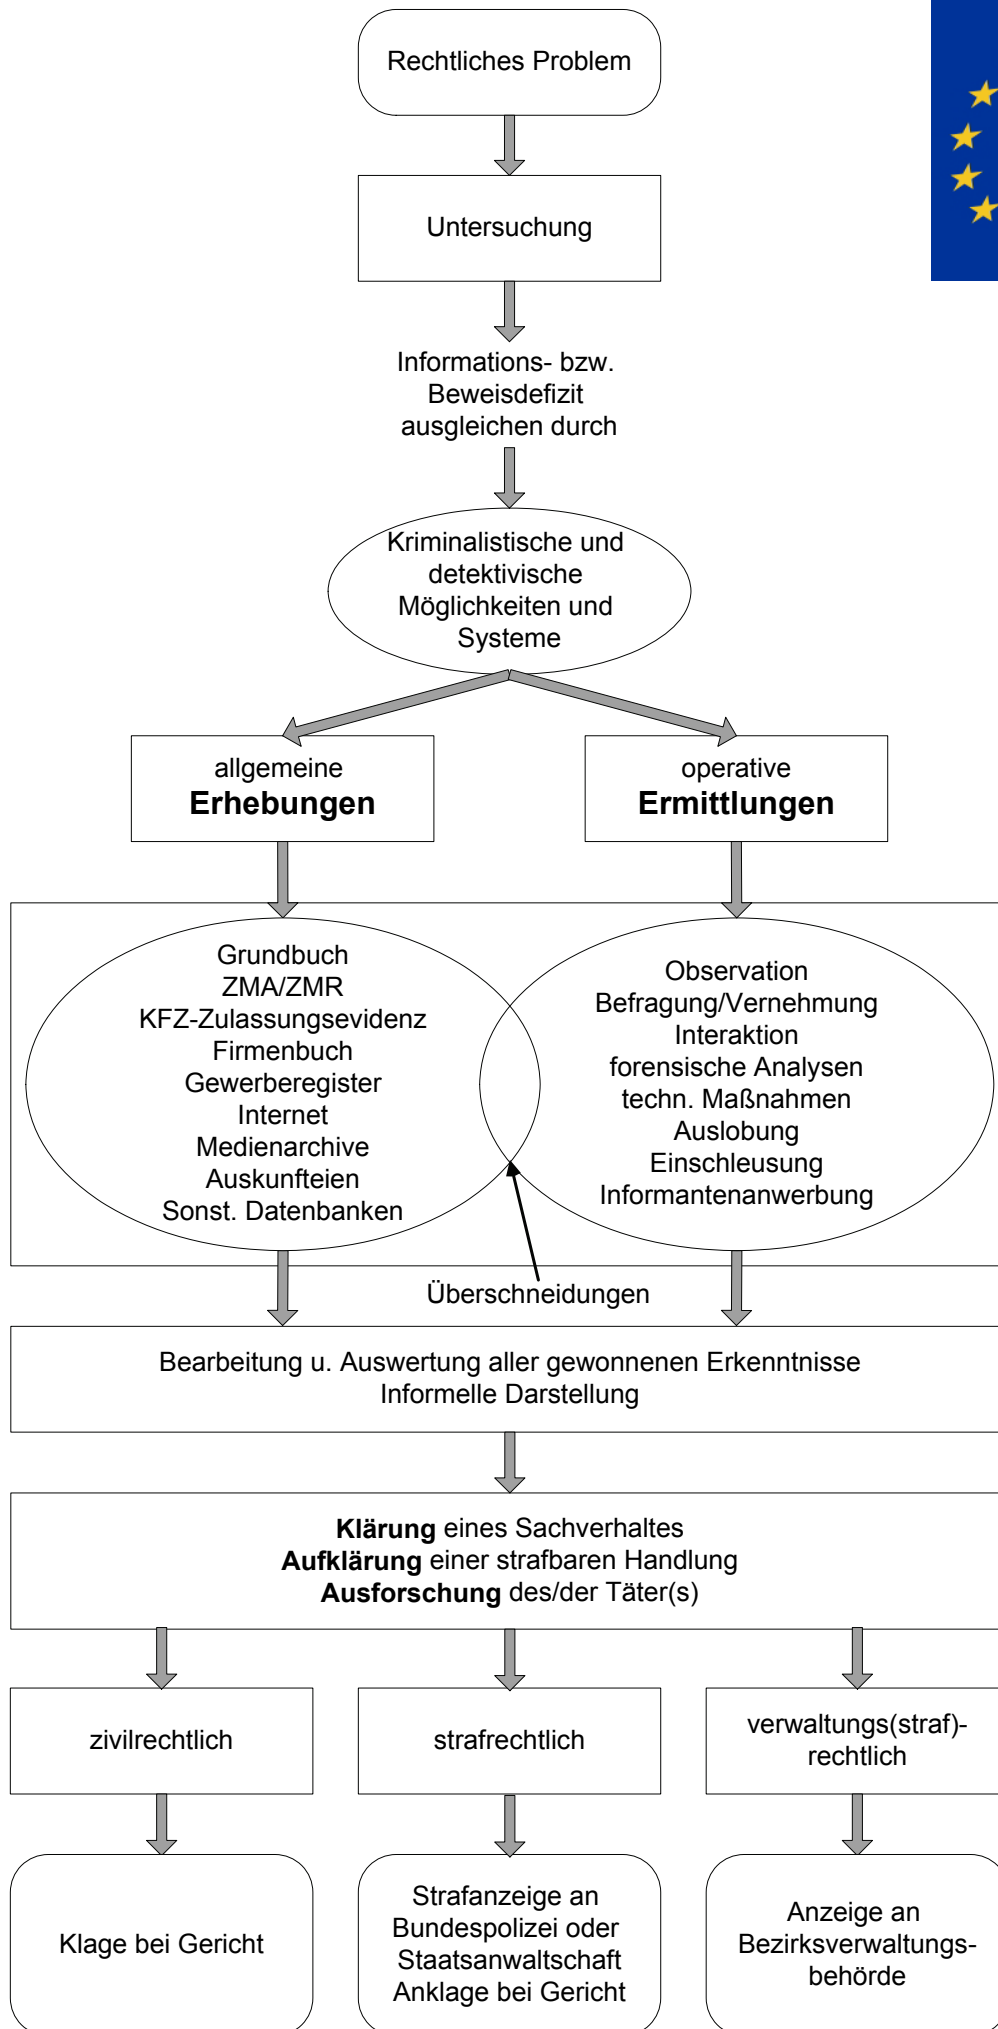 Rechtliches Problem
Untersuchung
Informations- bzw.
Beweisdefizit
ausgleichen durch
Kriminalistische und
detektivische
Möglichkeiten und
Systeme
allgemeine
Erhebungen
operative
Ermittlungen
Grundbuch
ZMA/ZMR
KFZ-Zulassungsevidenz
Firmenbuch
Gewerberegister
Internet
Medienarchive
Auskunfteien
Sonst. Datenbanken
Observation
Befragung/Vernehmung
Interaktion
forensische Analysen
techn. Maßnahmen
Auslobung
Einschleusung
Informantenanwerbung
Überschneidungen
Bearbeitung u. Auswertung aller gewonnenen Erkenntnisse
Informelle Darstellung
Klärung eines Sachverhaltes
Aufklärung einer strafbaren Handlung
Ausforschung des/der Täter(s)
zivilrechtlich
strafrechtlich
verwaltungs(straf)-
rechtlich
Klage bei Gericht
Strafanzeige an
Bundespolizei oder
Staatsanwaltschaft
Anklage bei Gericht
Anzeige an
Bezirksverwaltungs-
behörde